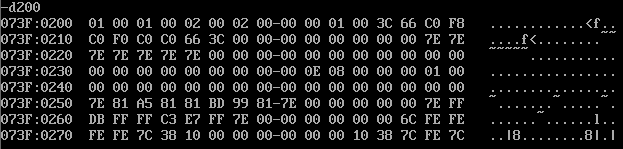 -d200
073F:0200  01 00 01 00 02 00 02 00-00 00 01 00 3C 66 C0 F8   ............<f..
073F:0210  C0 F0 C0 C0 66 3C 00 00-00 00 00 00 00 00 7E 7E   ....f<........~~
073F:0220  7E 7E 7E 7E 7E 00 00 00-00 00 00 00 00 00 00 00   ~~~~~...........
073F:0230  00 00 00 00 00 00 00 00-0E 08 00 00 00 00 01 00   ................
073F:0240  00 00 00 00 00 00 00 00-00 00 00 00 00 00 00 00   ................
073F:0250  7E 81 A5 81 81 BD 99 81-7E 00 00 00 00 00 7E FF   ~.......~.....~.
073F:0260  DB FF FF C3 E7 FF 7E 00-00 00 00 00 00 00 6C FE FE   ......~.......l.
073F:0270  FE FE 7C 38 10 00 00 00-00 00 00 10 38 7C FE 7C   ..|8........8|.|